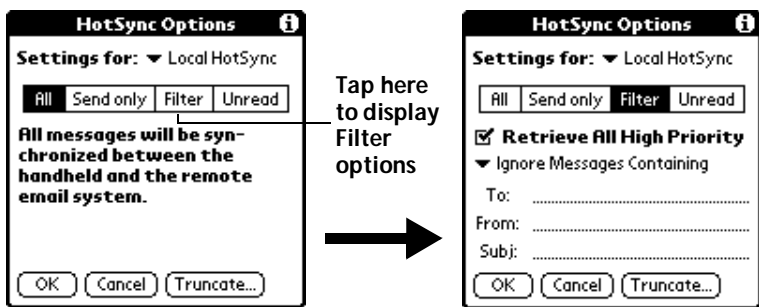 HotSync Options
Settings for: Local HotSync
All Send only Filter Unread
All messages will be syn-
chronized between the
handheld and the remote
email system.
OK Cancel Truncate...
Tap here
to display
Filter
options
HotSync Options
Settings for: Local HotSync
All Send only Filter Unread
Retrieve All High Priority
Ignore Messages Containing
To:
From:
Subj:
OK Cancel Truncate...